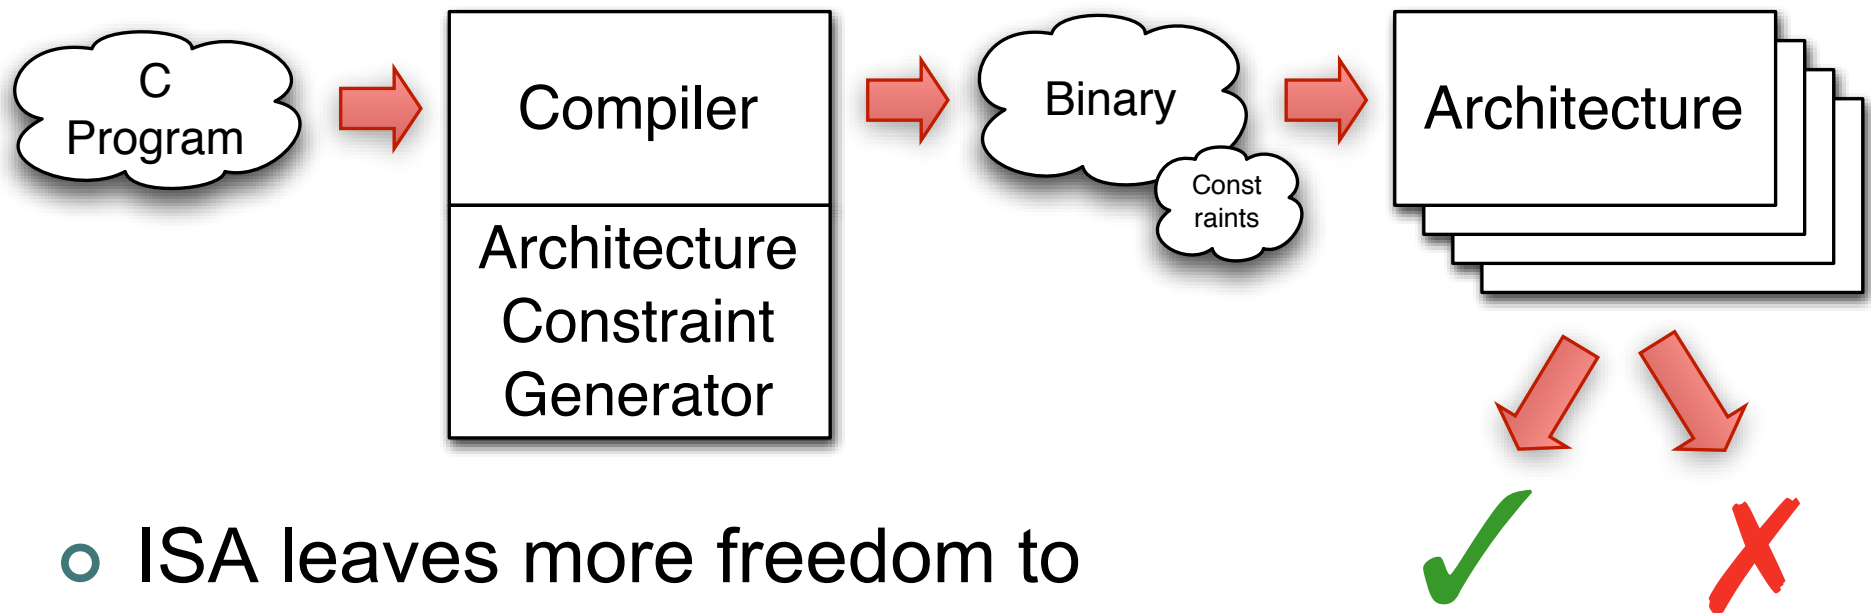 C
Program
Compiler
Architecture
Constraint
Generator
Binary
Const
raints
Architecture
ISA leaves more freedom to